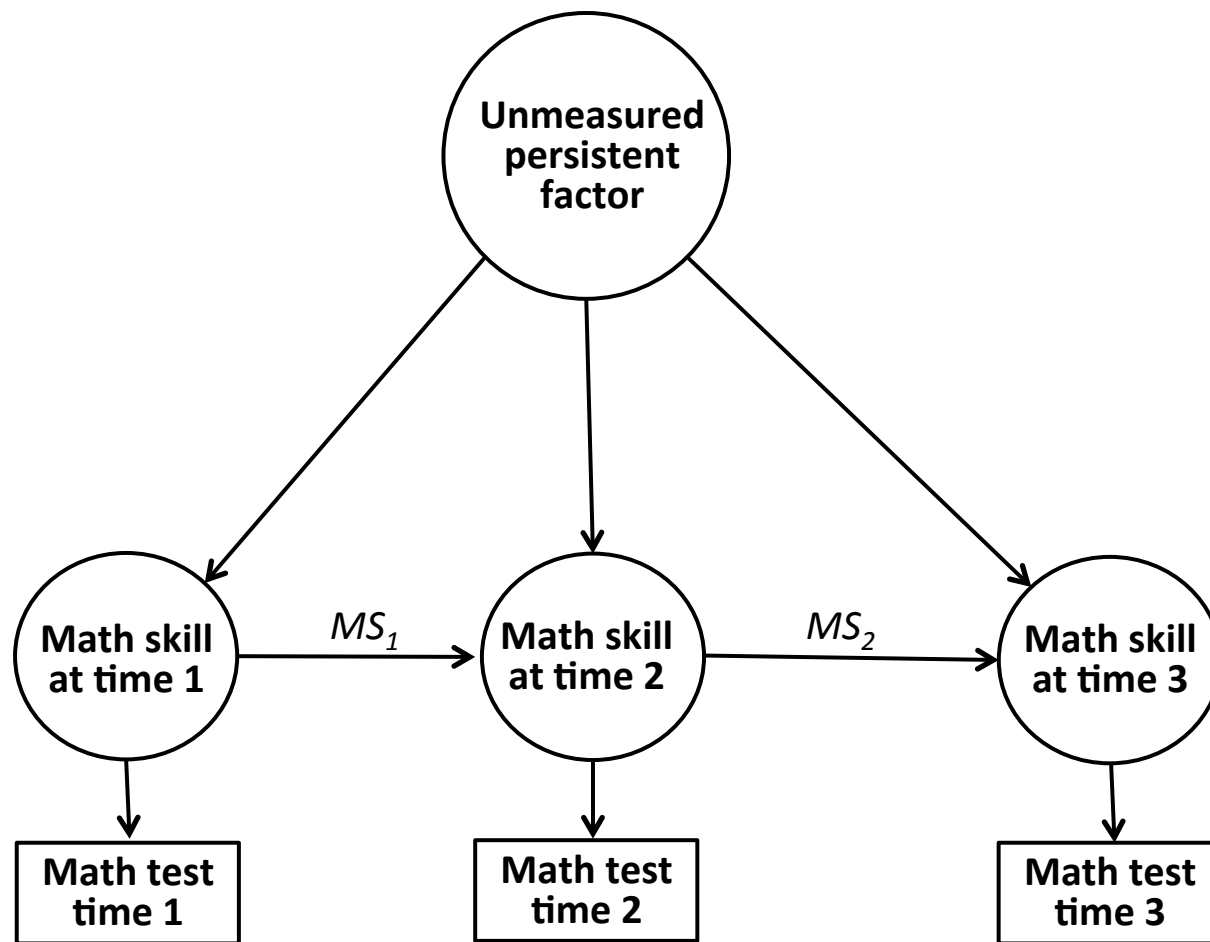 Unmeasured
persistent
factor
MS1
MS2
Math skill
at time 1
Math skill
at time 2
Math skill
at time 3
Math test
time 1
Math test
time 2
Math test
time 3